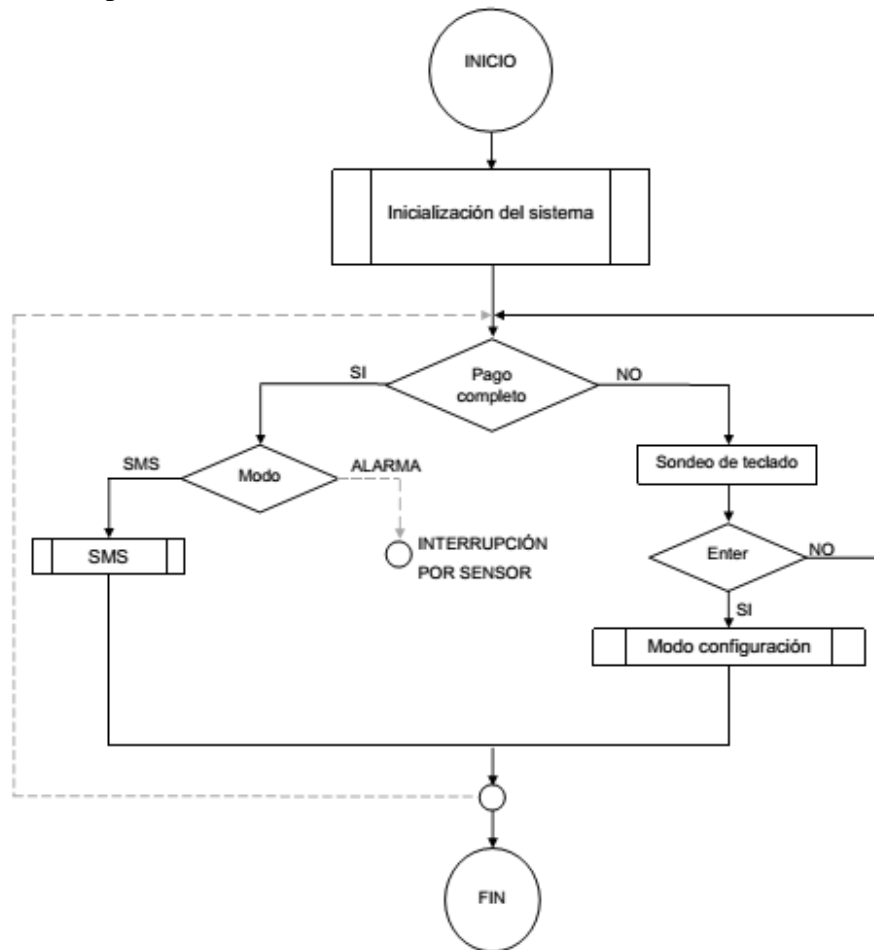 INICIO
Inicialización del sistema
Pago
completo
SI
NO
SMS
Modo
ALARMA
Sondeo de teclado
SMS
INTERRUPCIÓN
POR SENSOR
Enter
NO
SI
Modo configuración
FIN